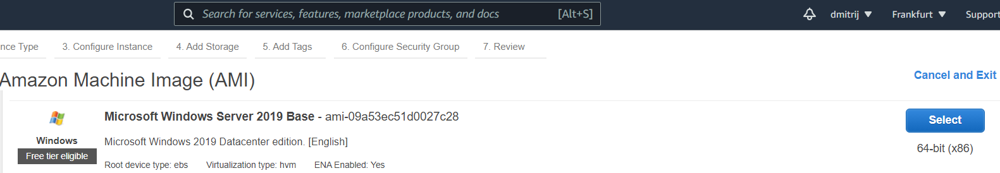 Search for services, features, marketplace products, and docs [Alt+S] dmitrij Frankfurt Support
nce Type 3. Configure Instance 4. Add Storage 5. Add Tags 6. Configure Security Group 7. Review
Amazon Machine Image (AMI) Cancel and Exit
Microsoft Windows Server 2019 Base - ami-09a53ec51d0027c28 Select
Windows Microsoft Windows 2019 Datacenter edition. [English] 64-bit (x86)
Free tier eligible
Root device type: ebs Virtualization type: hvm ENA Enabled: Yes